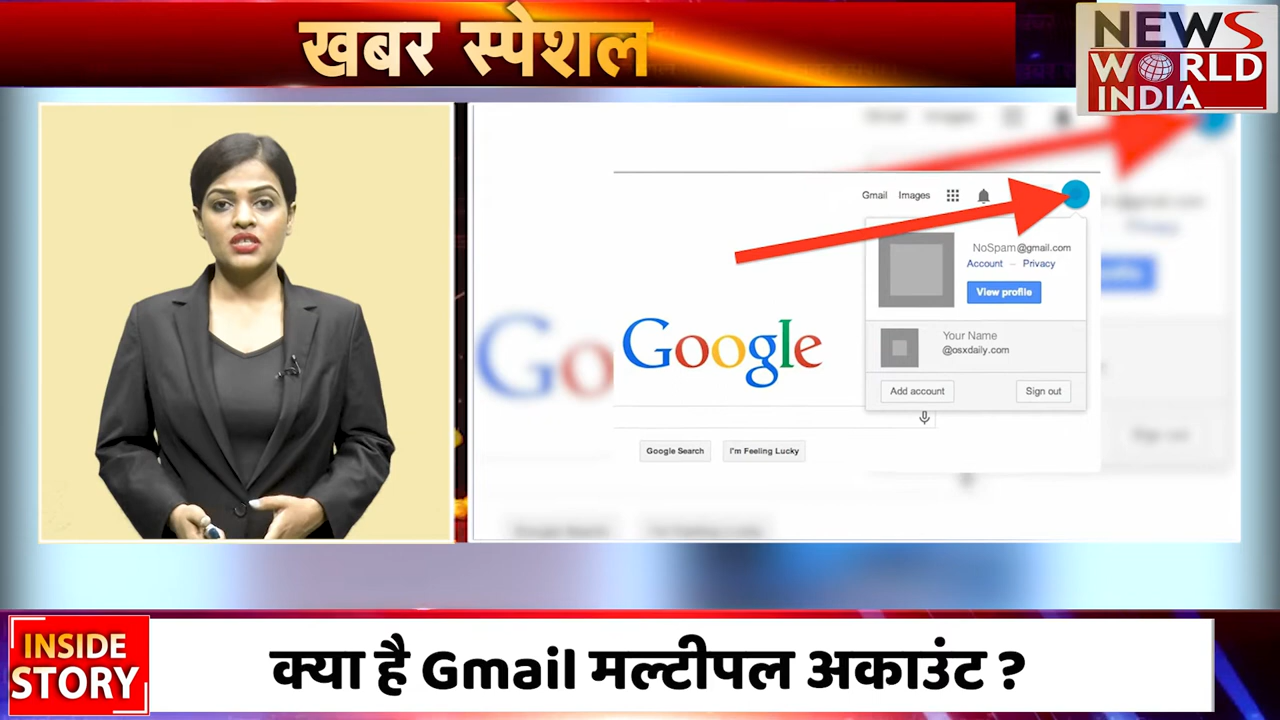 खबर स्पेशल
NEWS
WORLD
INDIA
Gmail Images
NoSpam@gmail.com
Account – Privacy
View profile
Your Name
@osxdaily.com
Add account Sign out
Google
Google Search I'm Feeling Lucky
INSIDE
STORY
क्या है Gmail मल्टीपल अकाउंट ?